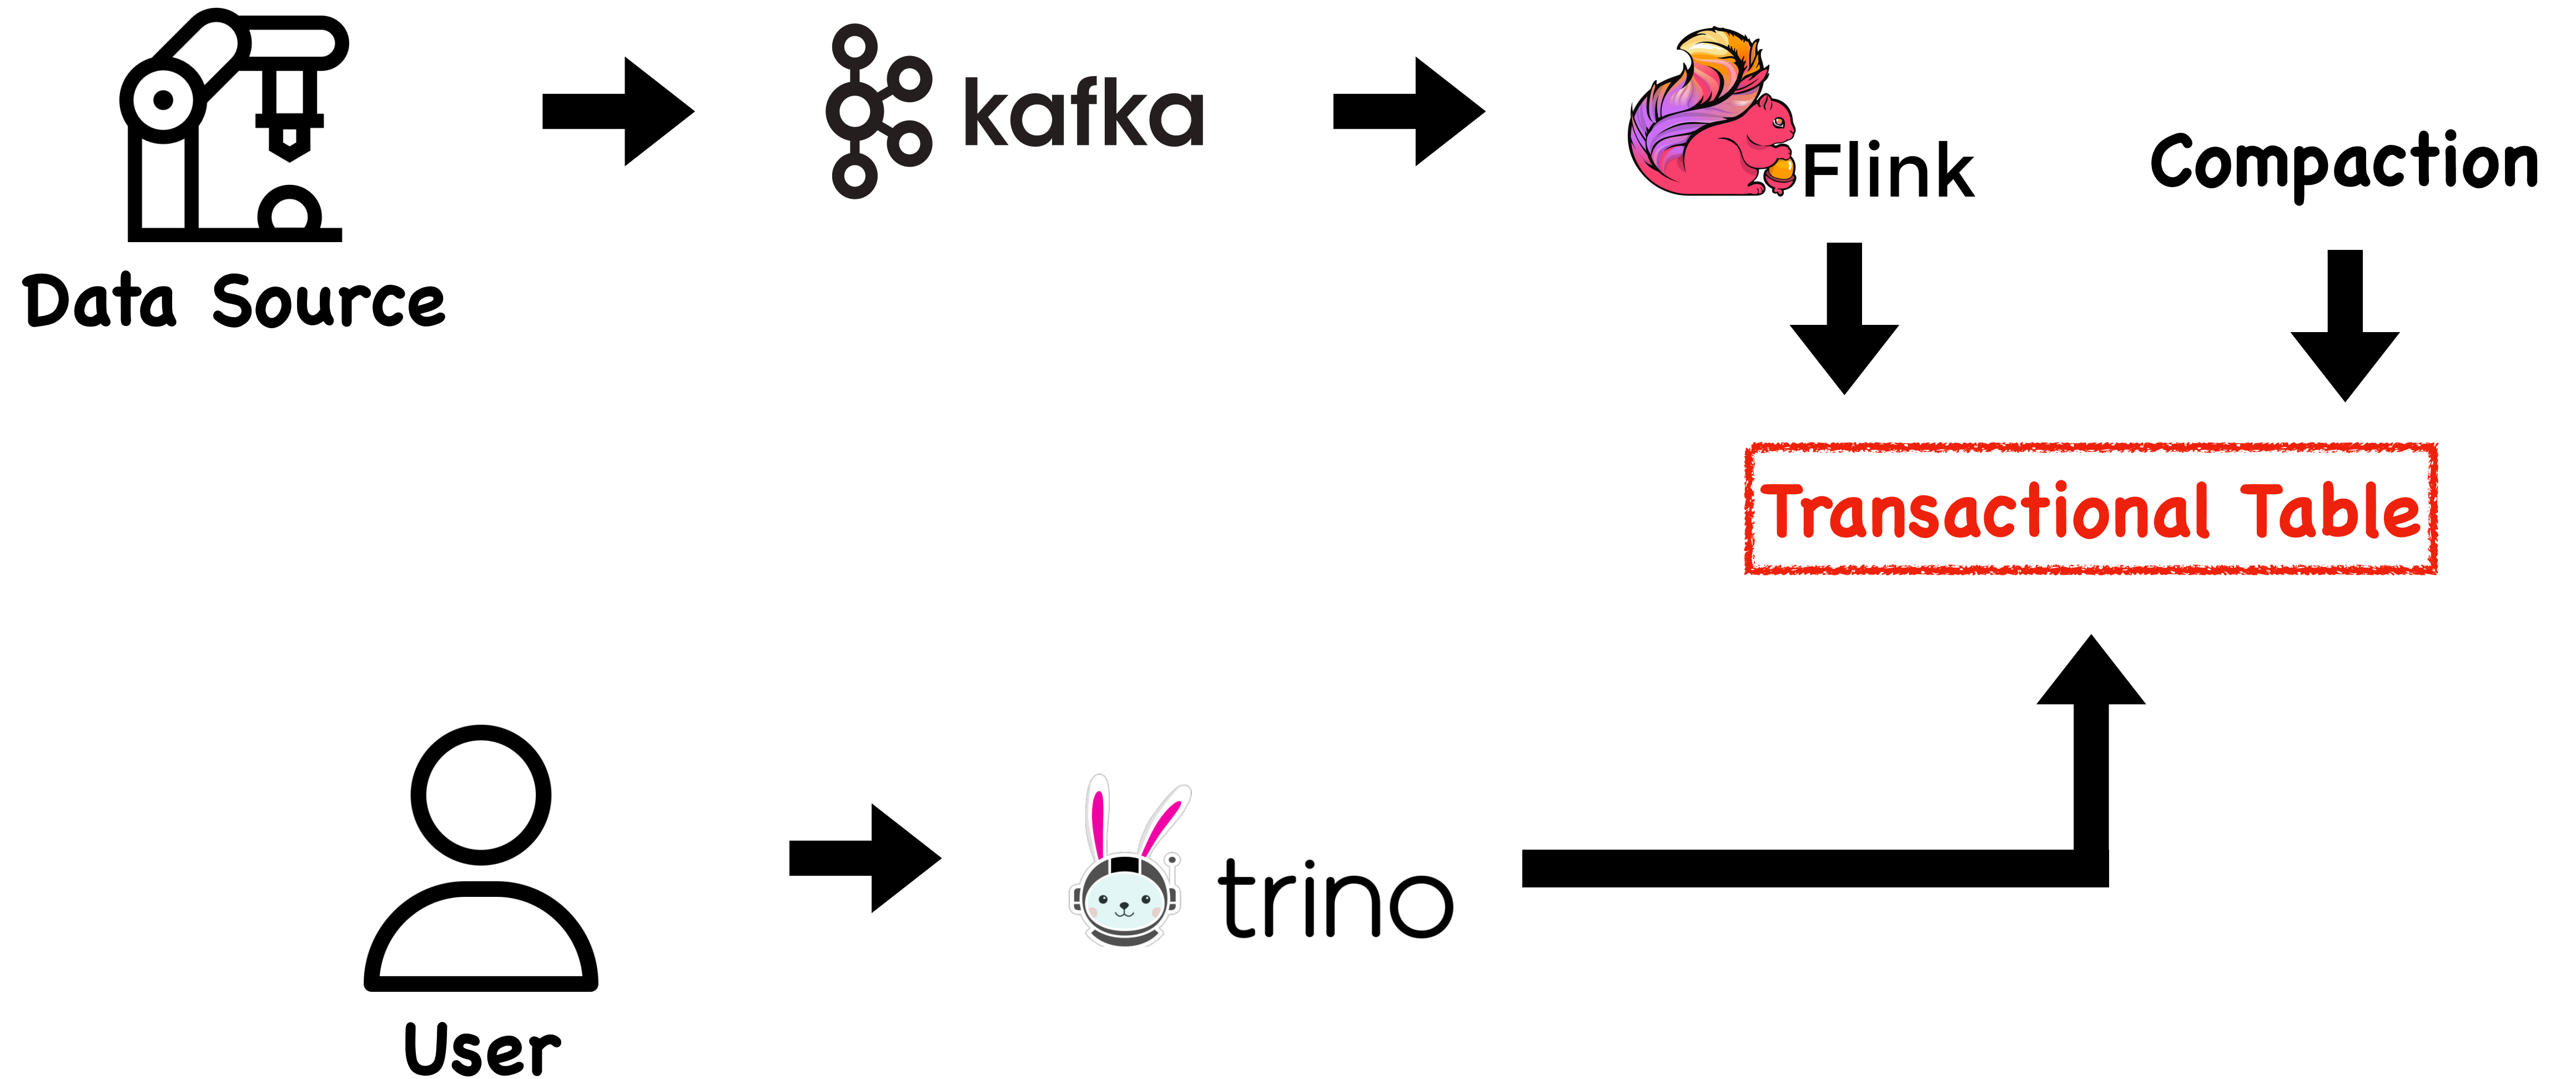 kafka
Flink
Compaction
Data Source
Transactional Table
trino
User